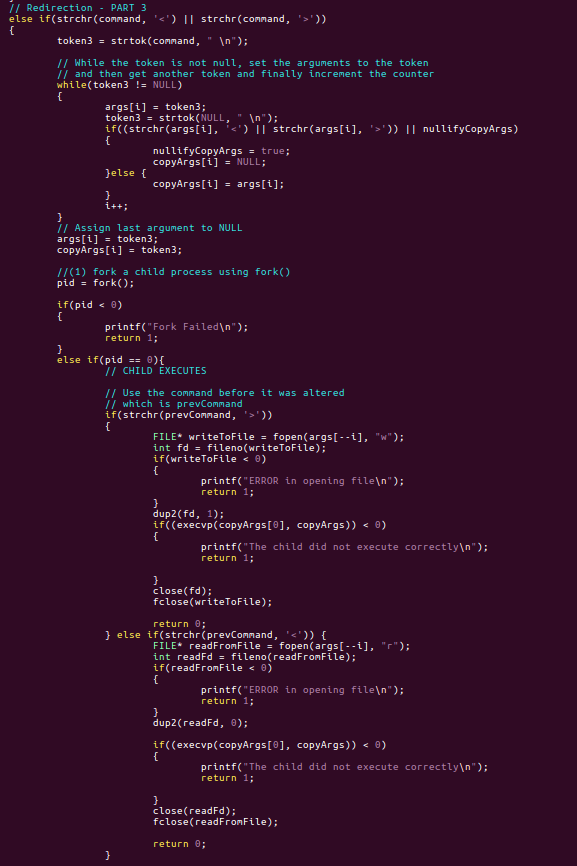 // Redirection - PART 3
else if(strchr(command, '<') || strchr(command, '>'))
{
token3 = strtok(command, " \n");
// While the token is not null, set the arguments to the token
// and then get another token and finally increment the counter
while(token3 != NULL)
{
args[i] = token3;
token3 = strtok(NULL, " \n");
if((strchr(args[i], '<') || strchr(args[i], '>')) || nullifyCopyArgs)
{
nullifyCopyArgs = true;
copyArgs[i] = NULL;
}else {
copyArgs[i] = args[i];
}
i++;
}
// Assign last argument to NULL
args[i] = token3;
copyArgs[i] = token3;
//(1) fork a child process using fork()
pid = fork();
if(pid < 0)
{
printf("Fork Failed\n");
return 1;
}
else if(pid == 0){
// CHILD EXECUTES
// Use the command before it was altered
// which is prevCommand
if(strchr(prevCommand, '>'))
{
FILE* writeToFile = fopen(args[--i], "w");
int fd = fileno(writeToFile);
if(writeToFile < 0)
{
printf("ERROR in opening file\n");
return 1;
}
dup2(fd, 1);
if((execvp(copyArgs[0], copyArgs)) < 0)
{
printf("The child did not execute correctly\n");
return 1;
}
close(fd);
fclose(writeToFile);
return 0;
} else if(strchr(prevCommand, '<')) {
FILE* readFromFile = fopen(args[--i], "r");
int readFd = fileno(readFromFile);
if(readFromFile < 0)
{
printf("ERROR in opening file\n");
return 1;
}
dup2(readFd, 0);
if((execvp(copyArgs[0], copyArgs)) < 0)
{
printf("The child did not execute correctly\n");
return 1;
}
close(readFd);
fclose(readFromFile);
return 0;
}